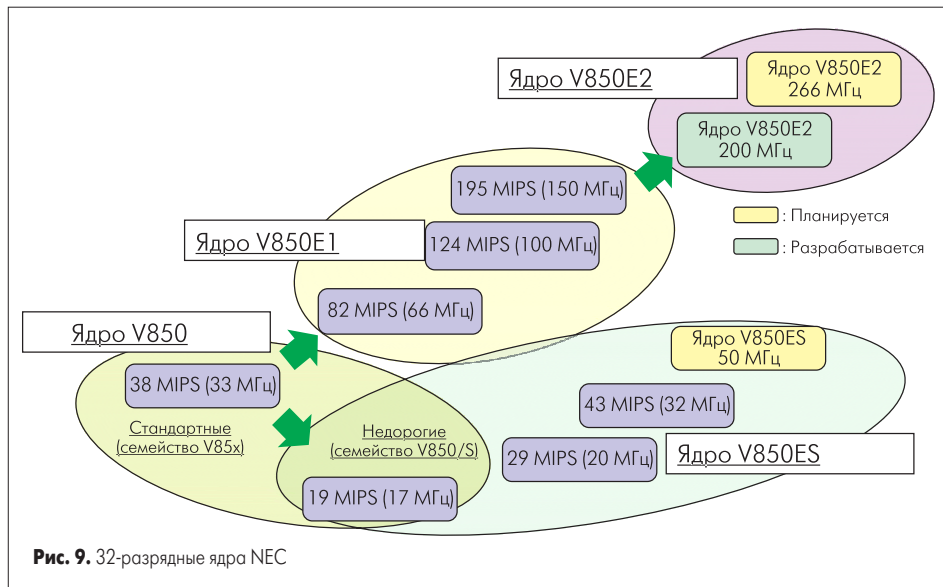 Ядро V850E2
Ядро V850E2
266 МГц
Ядро V850E2
200 МГц
195 MIPS (150 МГц)
: Планируется
Ядро V850E1
124 MIPS (100 МГц)
: Разрабатывается
82 MIPS (66 МГц)
Ядро V850
Ядро V850ES
50 МГц
38 MIPS (33 МГц)
43 MIPS (32 МГц)
Стандартные
(семейство V85x)
Недорогие
(семейство V850/S)
29 MIPS (20 МГц)
Ядро V850ES
19 MIPS (17 МГц)
Рис. 9. 32-разрядные ядра NEC